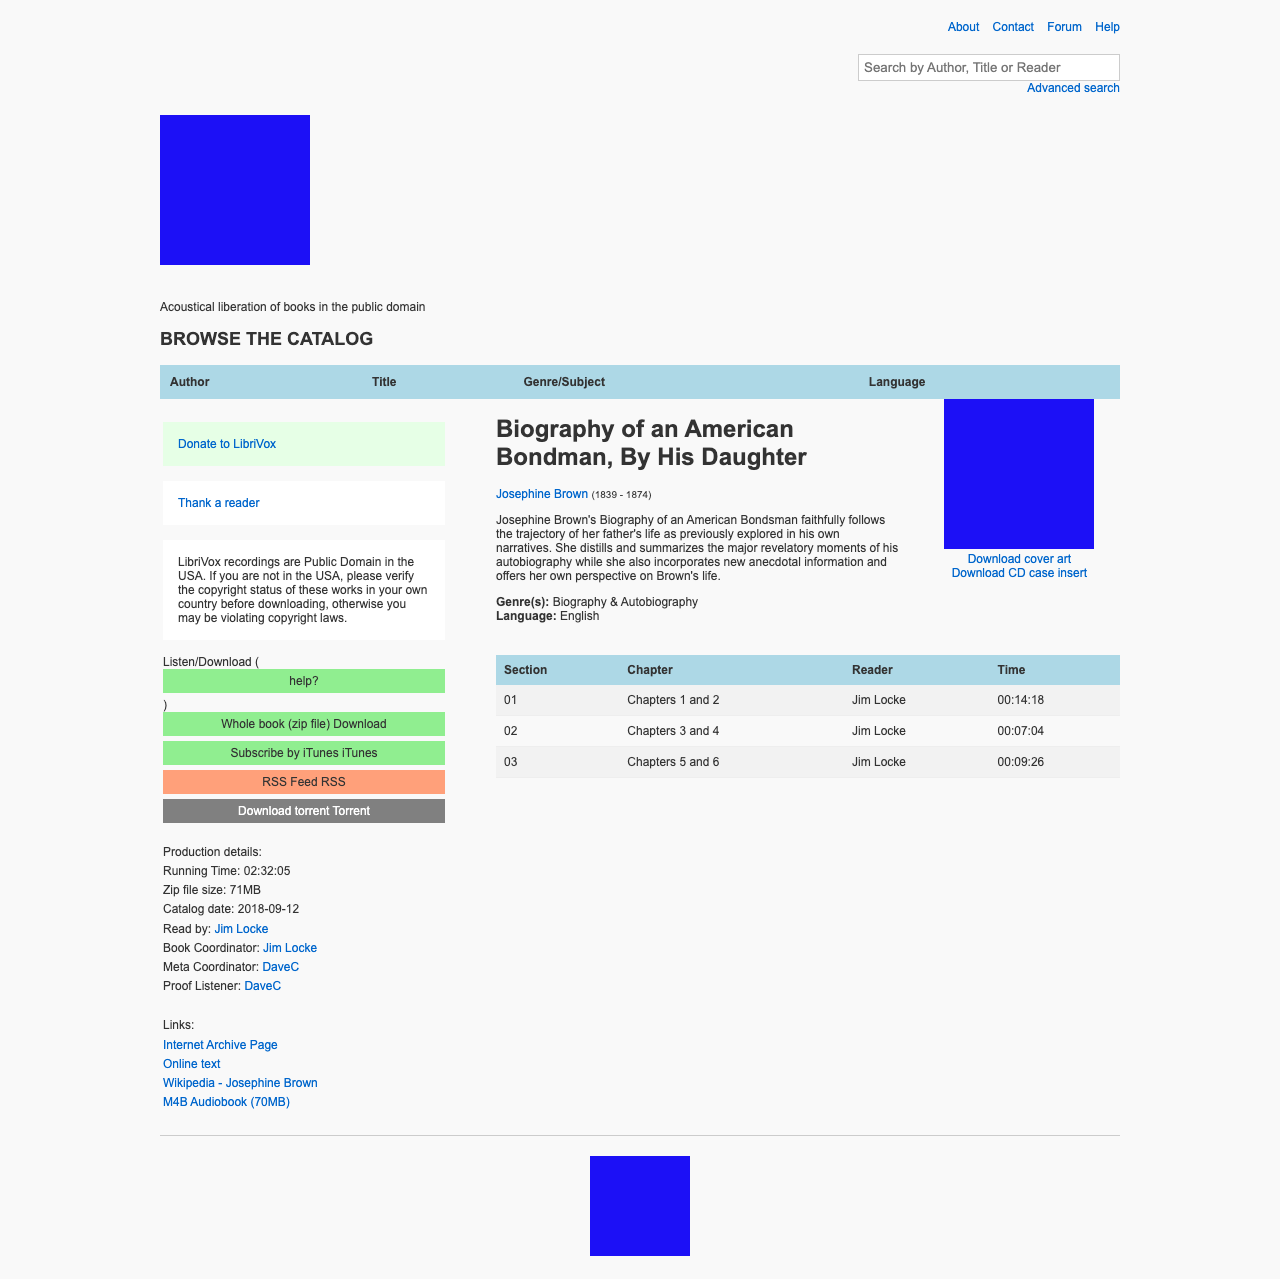 About Contact Forum Help
Search by Author, Title or Reader
Advanced search
Acoustical liberation of books in the public domain
BROWSE THE CATALOG
Author Title Genre/Subject Language
Donate to LibriVox
Thank a reader
LibriVox recordings are Public Domain in the
USA. If you are not in the USA, please verify
the copyright status of these works in your own
country before downloading, otherwise you
may be violating copyright laws.
Listen/Download (
help?
)
Whole book (zip file) Download
Subscribe by iTunes iTunes
RSS Feed RSS
Download torrent Torrent
Production details:
Running Time: 02:32:05
Zip file size: 71MB
Catalog date: 2018-09-12
Read by: Jim Locke
Book Coordinator: Jim Locke
Meta Coordinator: DaveC
Proof Listener: DaveC
Links:
Internet Archive Page
Online text
Wikipedia - Josephine Brown
M4B Audiobook (70MB)
Biography of an American
Bondman, By His Daughter
Josephine Brown (1839 - 1874)
Josephine Brown's Biography of an American Bondsman faithfully follows
the trajectory of her father's life as previously explored in his own
narratives. She distills and summarizes the major revelatory moments of his
autobiography while she also incorporates new anecdotal information and
offers her own perspective on Brown's life.
Genre(s): Biography & Autobiography
Language: English
Download cover art
Download CD case insert
Section Chapter Reader Time
01 Chapters 1 and 2 Jim Locke 00:14:18
02 Chapters 3 and 4 Jim Locke 00:07:04
03 Chapters 5 and 6 Jim Locke 00:09:26